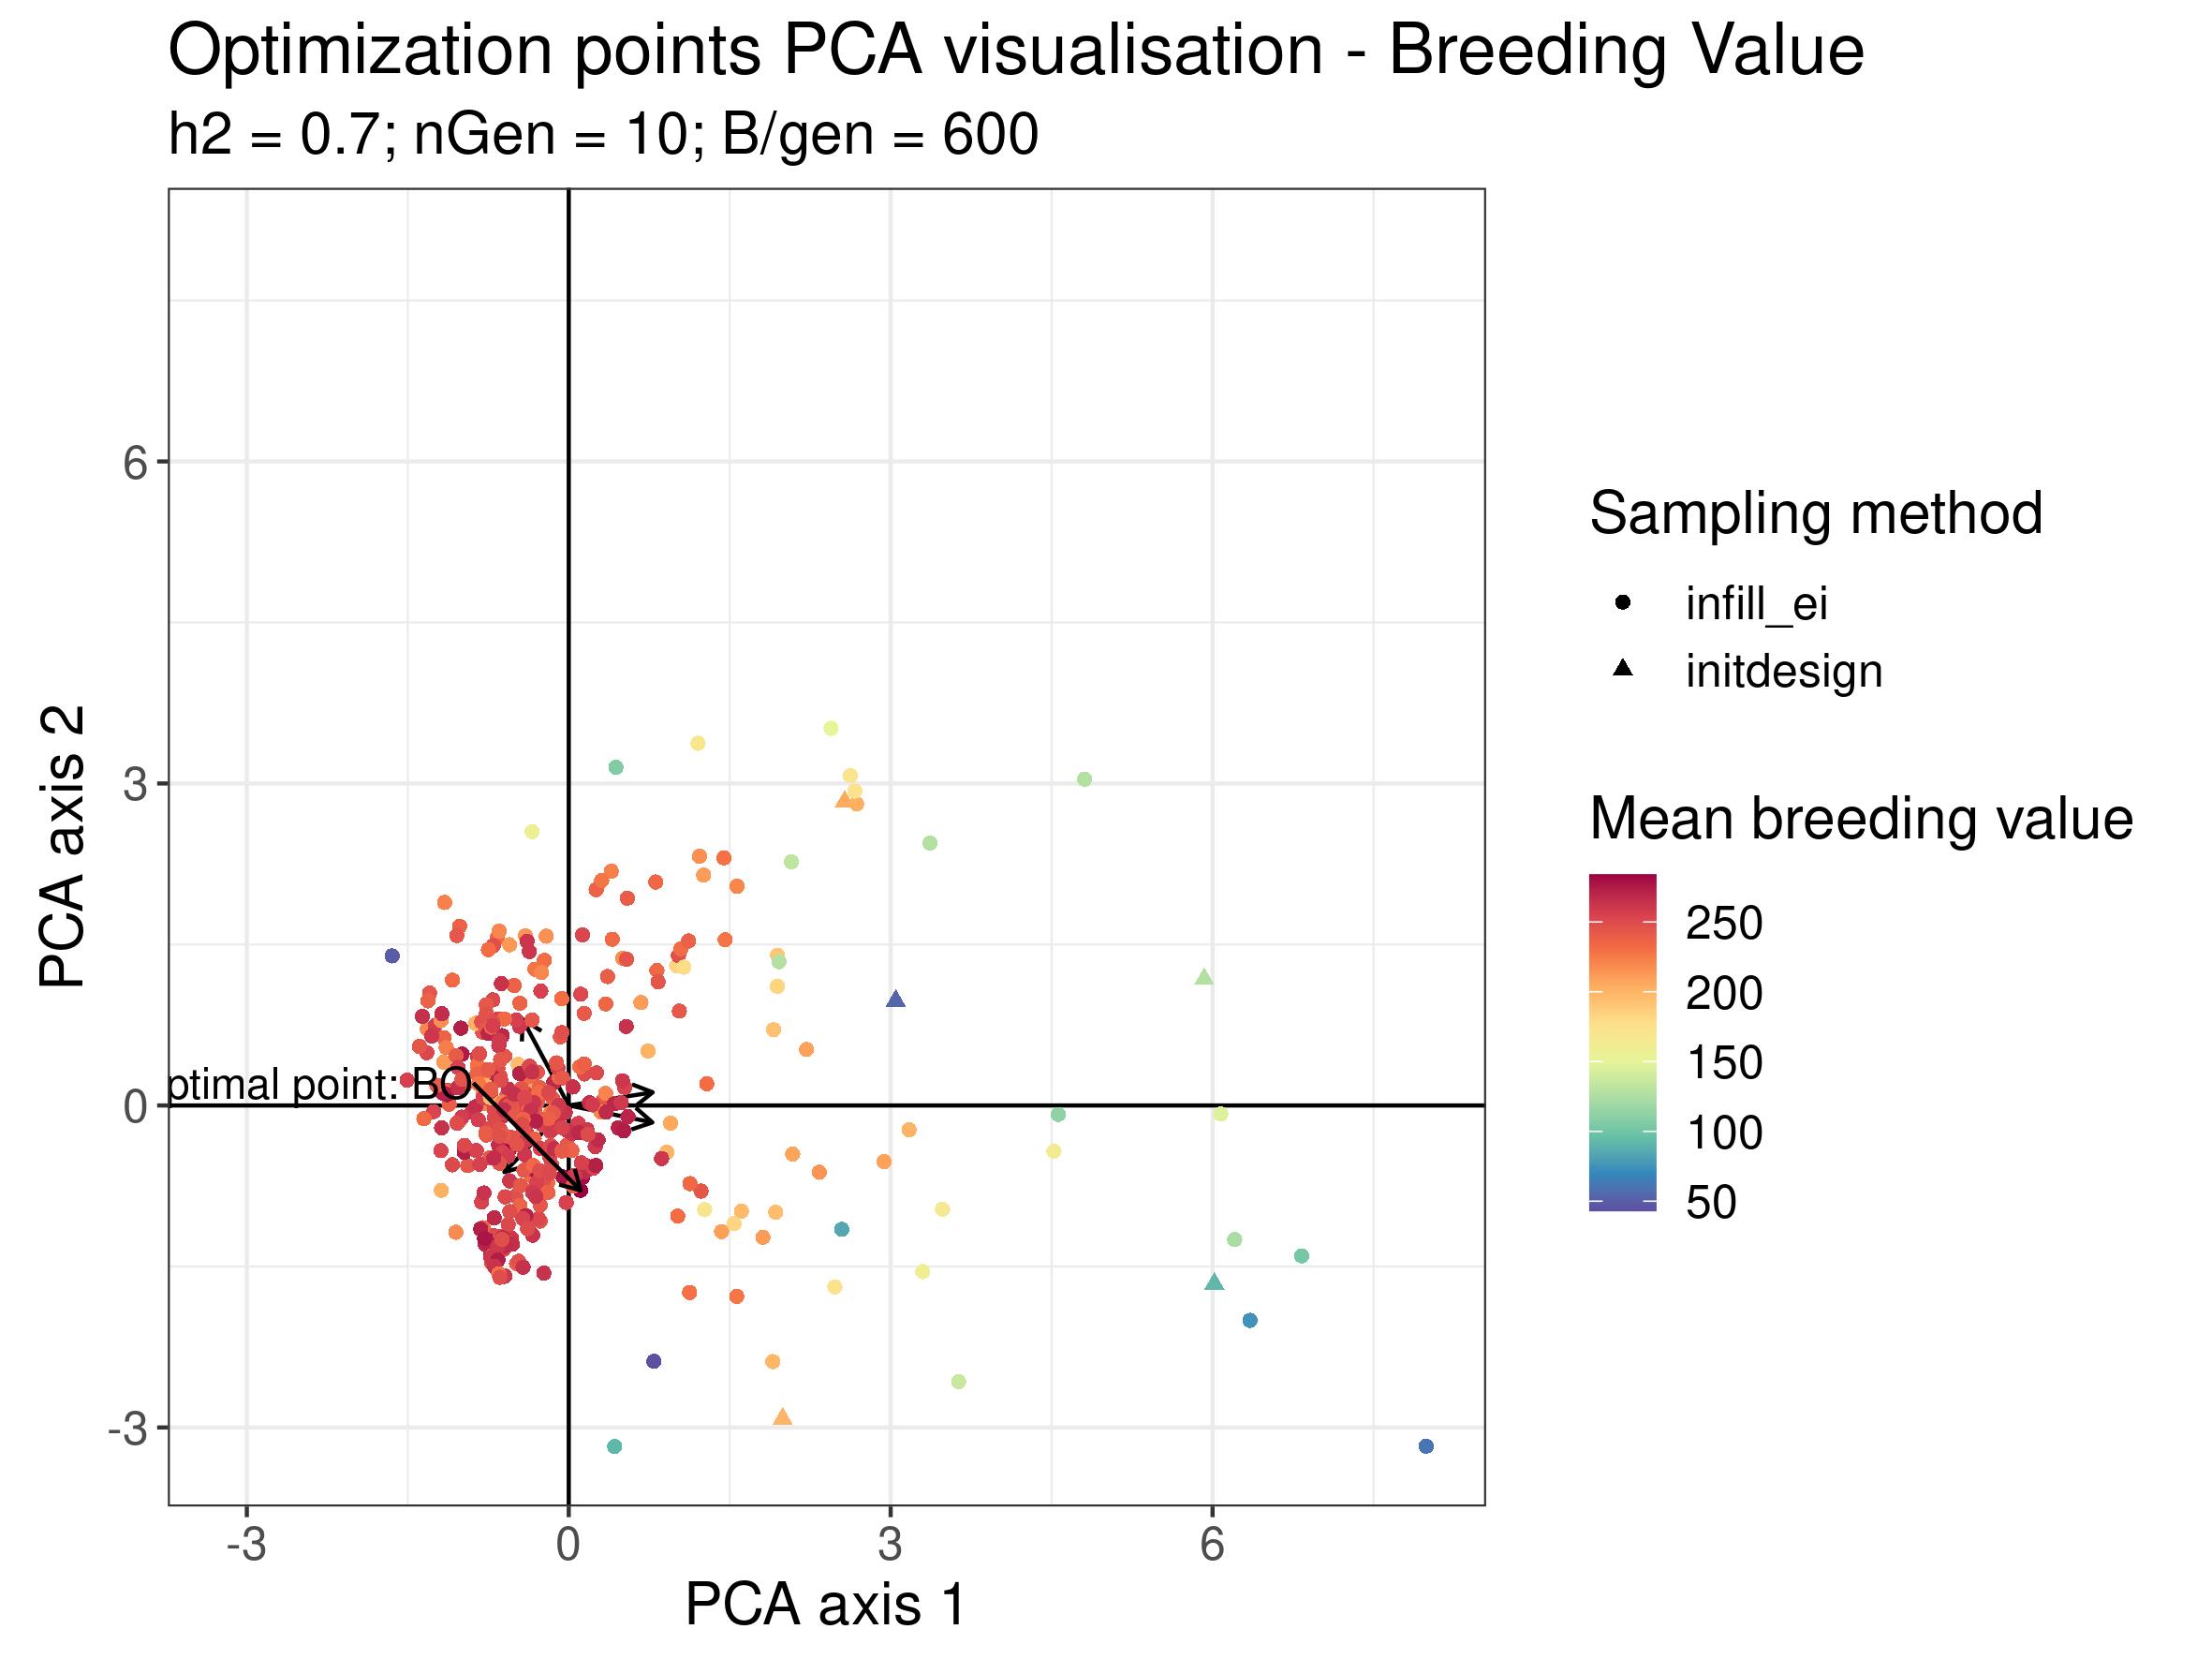 Optimization points PCA visualisation - Breeding Value
h2 = 0.7; nGen = 10; B/gen = 600
PCA axis 2
6
3
0
-3
ptimal point: BO
-3
0
3
6
PCA axis 1
Sampling method
infill_ei
initdesign
Mean breeding value
250
200
150
100
50